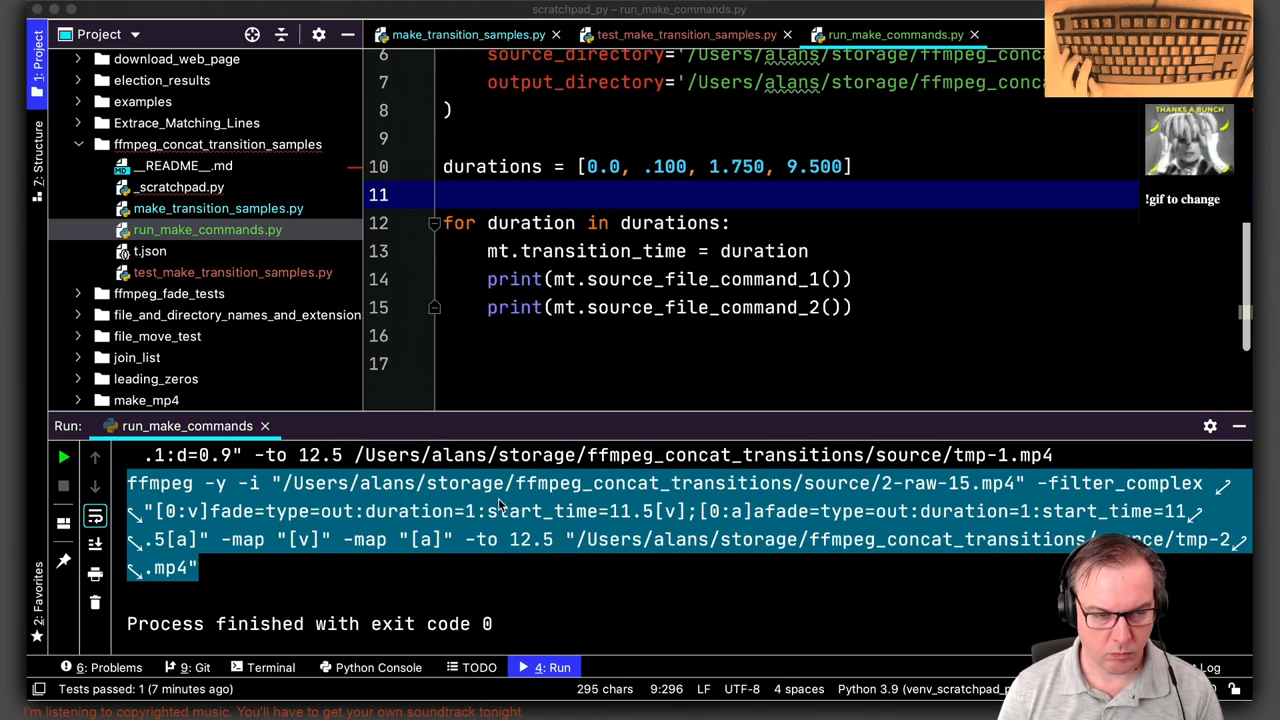 scratchpad_py – run_make_commands.py
Project
make_transition_samples.py
test_make_transition_samples.py
run_make_commands.py
1: Project
7: Structure
2: Favorites
download_web_page
election_results
examples
Extrace_Matching_Lines
ffmpeg_concat_transition_samples
__README__.md
_scratchpad.py
make_transition_samples.py
run_make_commands.py
t.json
test_make_transition_samples.py
ffmpeg_fade_tests
file_and_directory_names_and_extension
file_move_test
join_list
leading_zeros
make_mp4
6 source_directory='/Users/alans/storage/ffmpeg_conc
7 output_directory='/Users/alans/storage/ffmpeg_conc
8 )
9
10 durations = [0.0, .100, 1.750, 9.500]
11
12 for duration in durations:
13 mt.transition_time = duration
14 print(mt.source_file_command_1())
15 print(mt.source_file_command_2())
16
17
THANKS A BUNCH
!gif to change
Run: run_make_commands
.1:d=0.9" -to 12.5 /Users/alans/storage/ffmpeg_concat_transitions/source/tmp-1.mp4
ffmpeg -y -i "/Users/alans/storage/ffmpeg_concat_transitions/source/2-raw-15.mp4" -filter_complex
"[0:v]fade=type=out:duration=1:start_time=11.5[v];[0:a]afade=type=out:duration=1:start_time=11
.5[a]" -map "[v]" -map "[a]" -to 12.5 "/Users/alans/storage/ffmpeg_concat_transitions/source/tmp-2
.mp4"
Process finished with exit code 0
6: Problems 9: Git Terminal Python Console TODO 4: Run Log
Tests passed: 1 (7 minutes ago) 295 chars 9:296 LF UTF-8 4 spaces Python 3.9 (venv_scratchpad_p
I'm listening to copyrighted music. You'll have to get your own soundtrack tonight